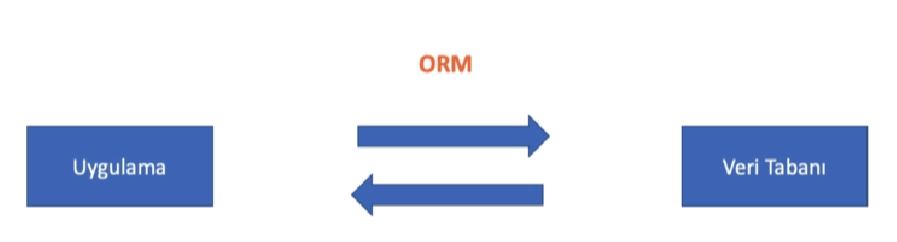 ORM
Uygulama
Veri Tabanı